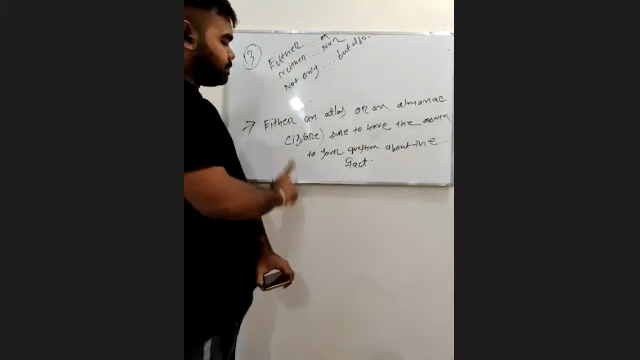 3
Either ... or
Neither ... nor
Not only ... but also.
→ Either an atlas or an almanac
(is/are) sure to have the
to your question about the
fact.